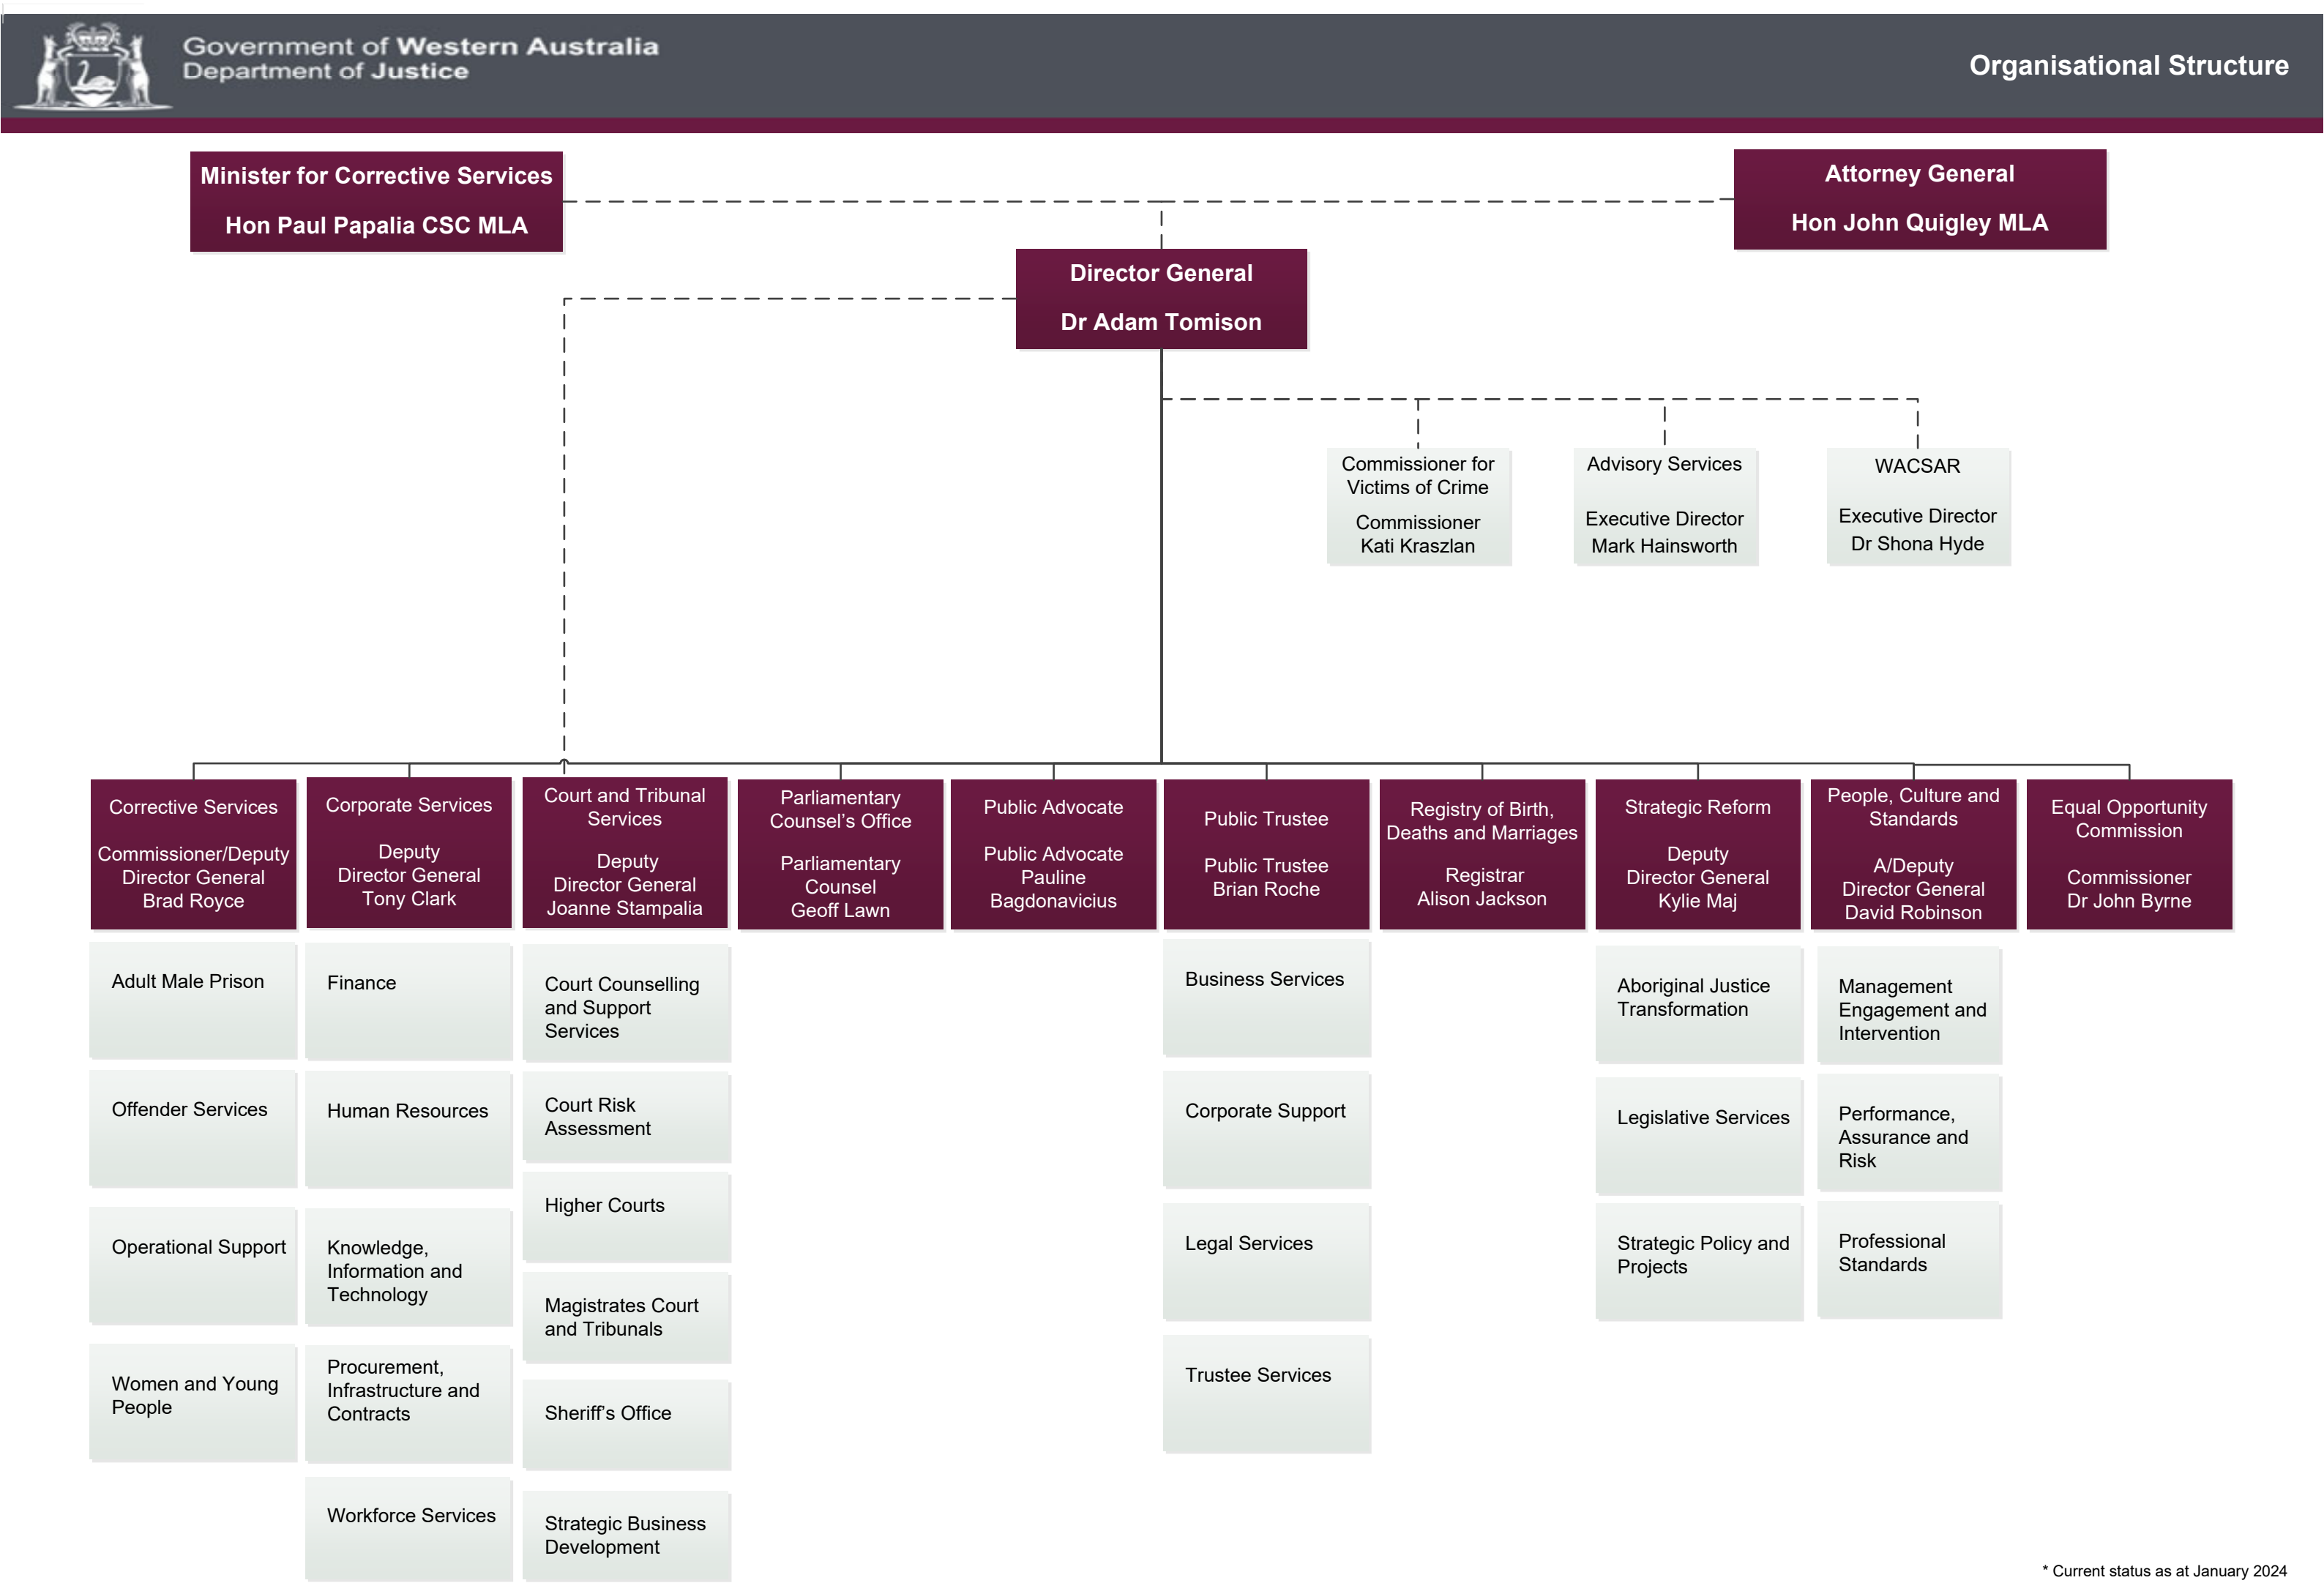 Government of Western Australia
Department of Justice
Organisational Structure
Minister for Corrective Services
Hon Paul Papalia CSC MLA
Attorney General
Hon John Quigley MLA
Director General
Dr Adam Tomison
Commissioner for
Victims of Crime
Commissioner
Kati Kraszlan
Advisory Services
Executive Director
Mark Hainsworth
WACSAR
Executive Director
Dr Shona Hyde
Corrective Services
Commissioner/Deputy
Director General
Brad Royce
Corporate Services
Deputy
Director General
Tony Clark
Court and Tribunal
Services
Deputy
Director General
Joanne Stampalia
Parliamentary
Counsel’s Office
Parliamentary
Counsel
Geoff Lawn
Public Advocate
Public Advocate
Pauline
Bagdonavicius
Public Trustee
Public Trustee
Brian Roche
Registry of Birth,
Deaths and Marriages
Registrar
Alison Jackson
Strategic Reform
Deputy
Director General
Kylie Maj
People, Culture and
Standards
A/Deputy
Director General
David Robinson
Equal Opportunity
Commission
Commissioner
Dr John Byrne
Adult Male Prison
Offender Services
Operational Support
Women and Young
People
Finance
Human Resources
Knowledge,
Information and
Technology
Procurement,
Infrastructure and
Contracts
Workforce Services
Court Counselling
and Support
Services
Court Risk
Assessment
Higher Courts
Magistrates Court
and Tribunals
Sheriff’s Office
Strategic Business
Development
Business Services
Corporate Support
Legal Services
Trustee Services
Aboriginal Justice
Transformation
Legislative Services
Strategic Policy and
Projects
Management
Engagement and
Intervention
Performance,
Assurance and
Risk
Professional
Standards
* Current status as at January 2024